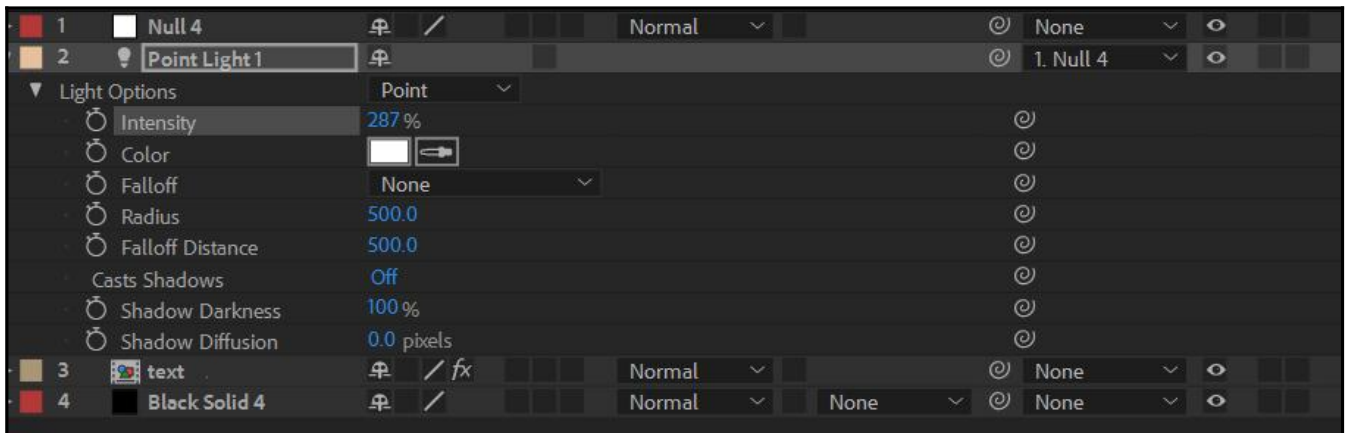 1 Null 4 Normal None
2 Point Light 1 1. Null 4
Light Options Point
Intensity 287 %
Color
Falloff None
Radius 500.0
Falloff Distance 500.0
Casts Shadows Off
Shadow Darkness 100 %
Shadow Diffusion 0.0 pixels
3 text fx Normal None
4 Black Solid 4 Normal None None